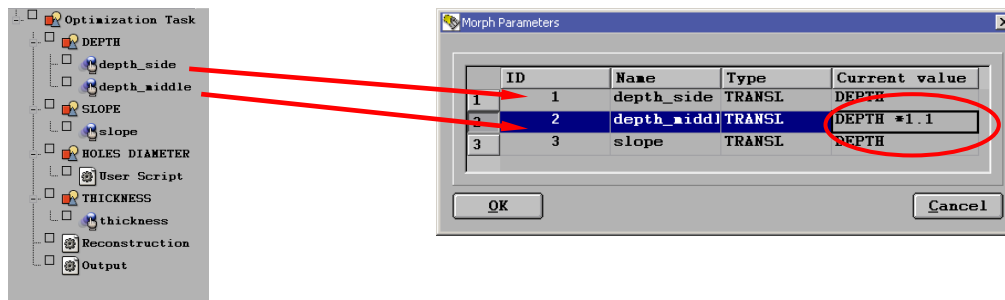 Optimization Task
DEPTH
depth_side
depth_middle
SLOPE
slope
HOLES DIAMETER
User Script
THICKNESS
thickness
Reconstruction
Output
Morph Parameters
ID Name Type Current value
1 1 depth_side TRANSL DEPTH
2 2 depth_middl TRANSL DEPTH *1.1
3 3 slope TRANSL DEPTH
OK Cancel